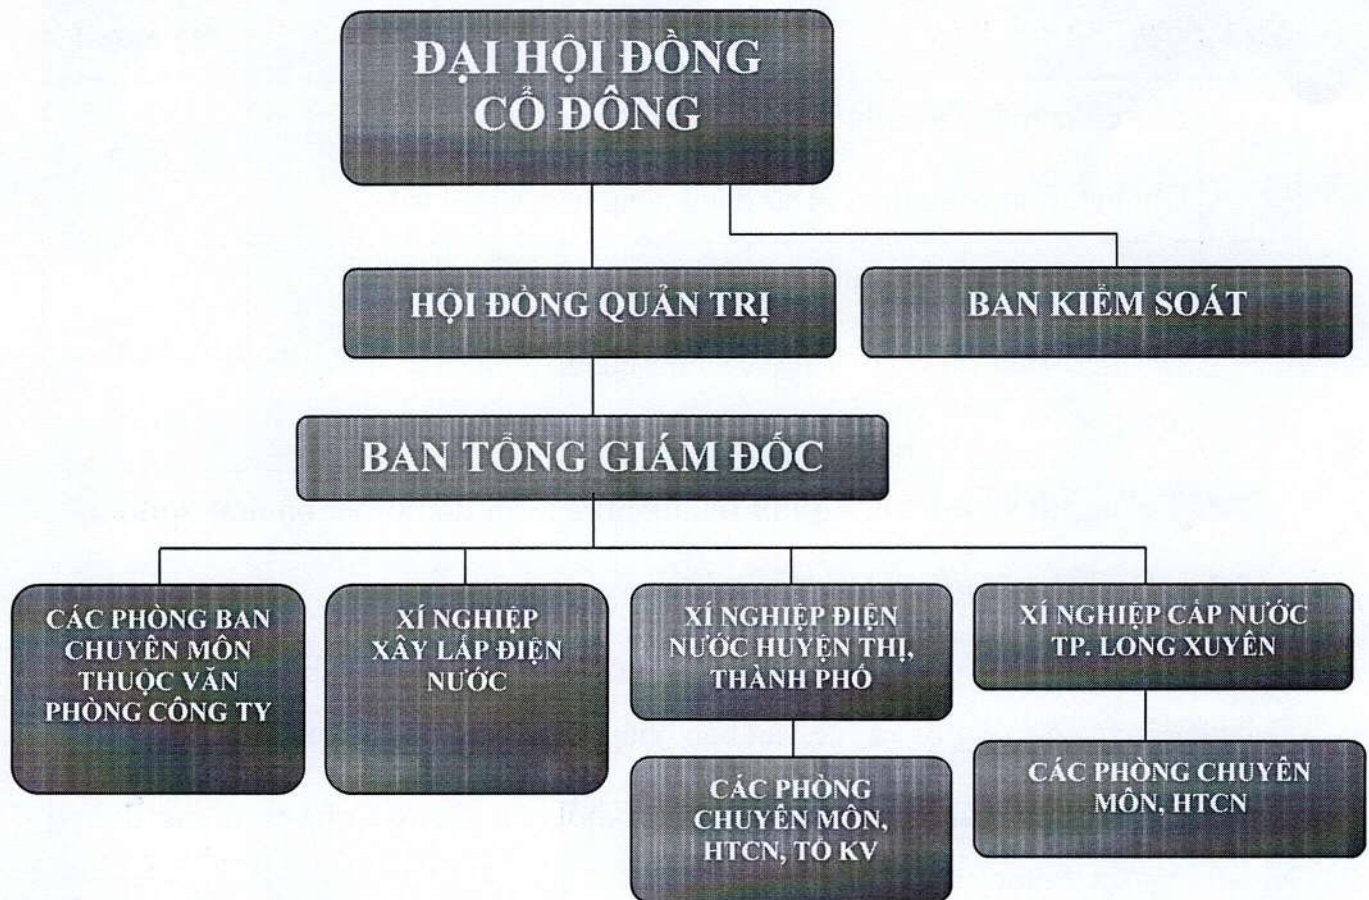 ĐẠI HỘI ĐỒNG
CỔ ĐÔNG
HỘI ĐỒNG QUẢN TRỊ
BAN KIỂM SOÁT
BAN TỔNG GIÁM ĐỐC
CÁC PHÒNG BAN
CHUYÊN MÔN
THUỘC VĂN
PHÒNG CÔNG TY
XÍ NGHIỆP
XÂY LẮP ĐIỆN
NƯỚC
XÍ NGHIỆP ĐIỆN
NƯỚC HUYỆN THỊ,
THÀNH PHỐ
XÍ NGHIỆP CẤP NƯỚC
TP. LONG XUYÊN
CÁC PHÒNG
CHUYÊN MÔN,
HTCN, TỔ KV
CÁC PHÒNG CHUYÊN
MÔN, HTCN